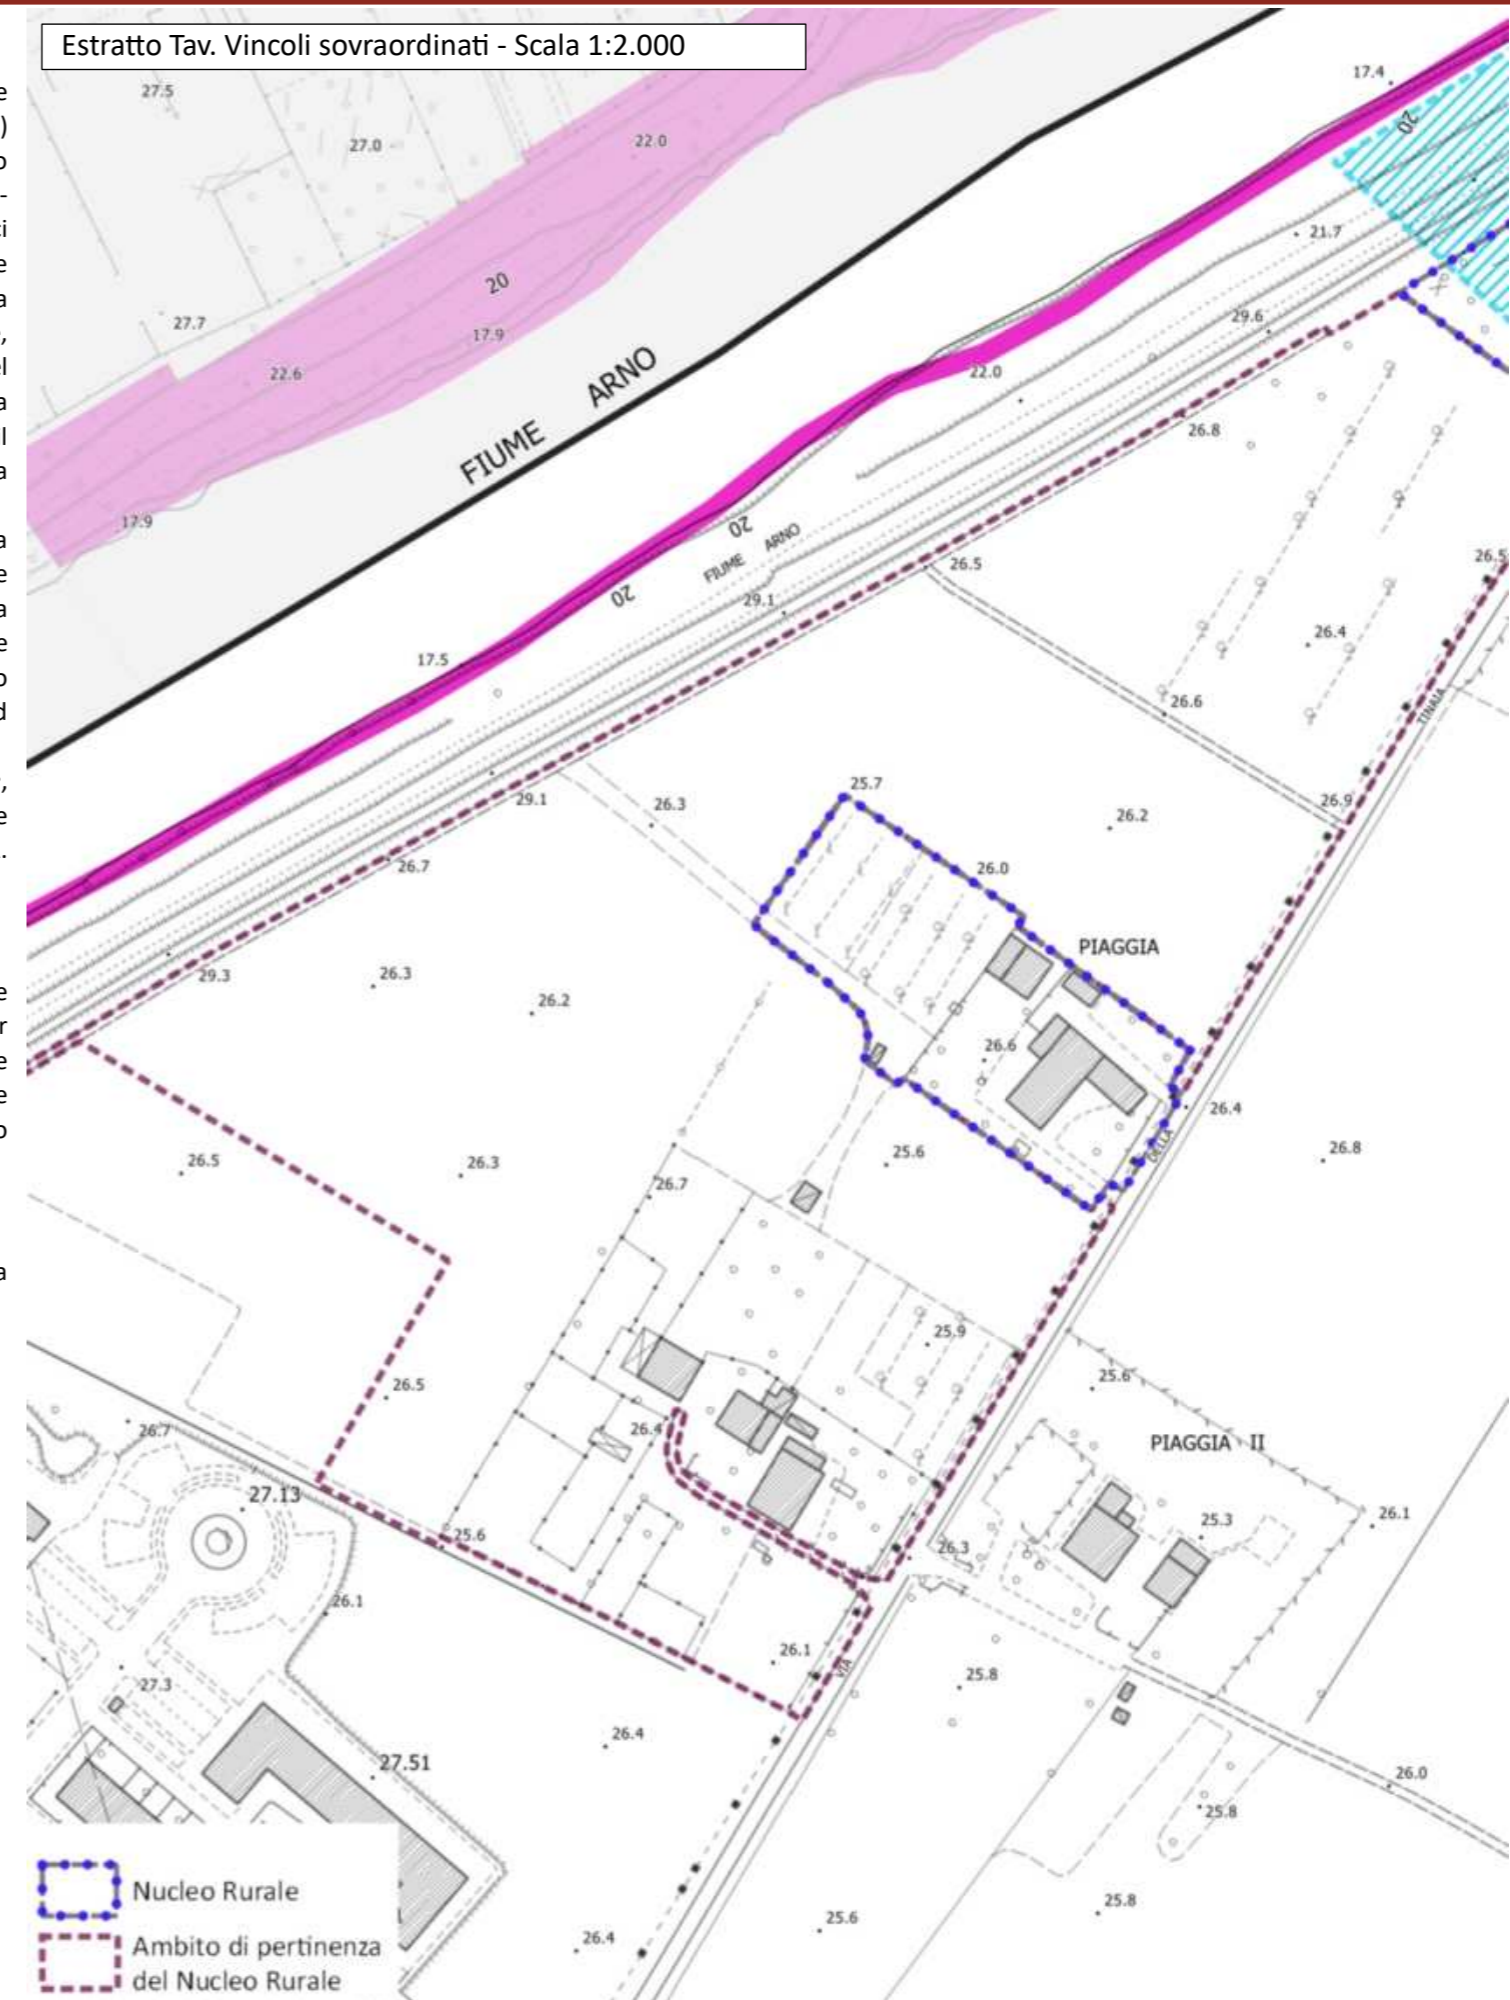 Estratto Tav. Vincoli sovraordinati - Scala 1:2.000
e
)
o
-
ci
e
a
,
el
a
il
a
a
e
a
e
o
d
,
e
.
e
r
e
e
o
a
27.5
27.0
22.0
17.4
20
21.7
27.7
20
17.9
22.6
29.6
22.0
26.8
FIUME ARNO
17.9
20
FIUME ARNO
26.5
26.5
20
29.1
26.4
17.5
26.6
TINAIA
25.7
29.1
26.3
26.2
26.9
26.7
26.0
PIAGGIA
29.3
26.3
26.2
26.6
26.4
DELLA
26.8
26.5
26.3
25.6
26.7
25.9
25.6
26.5
26.7
26.4
PIAGGIA II
27.13
26.1
25.3
25.6
26.3
26.1
26.1
VIA
25.8
27.3
26.4
27.51
26.0
25.8
25.8
25.6
26.4
Nucleo Rurale
Ambito di pertinenza
del Nucleo Rurale